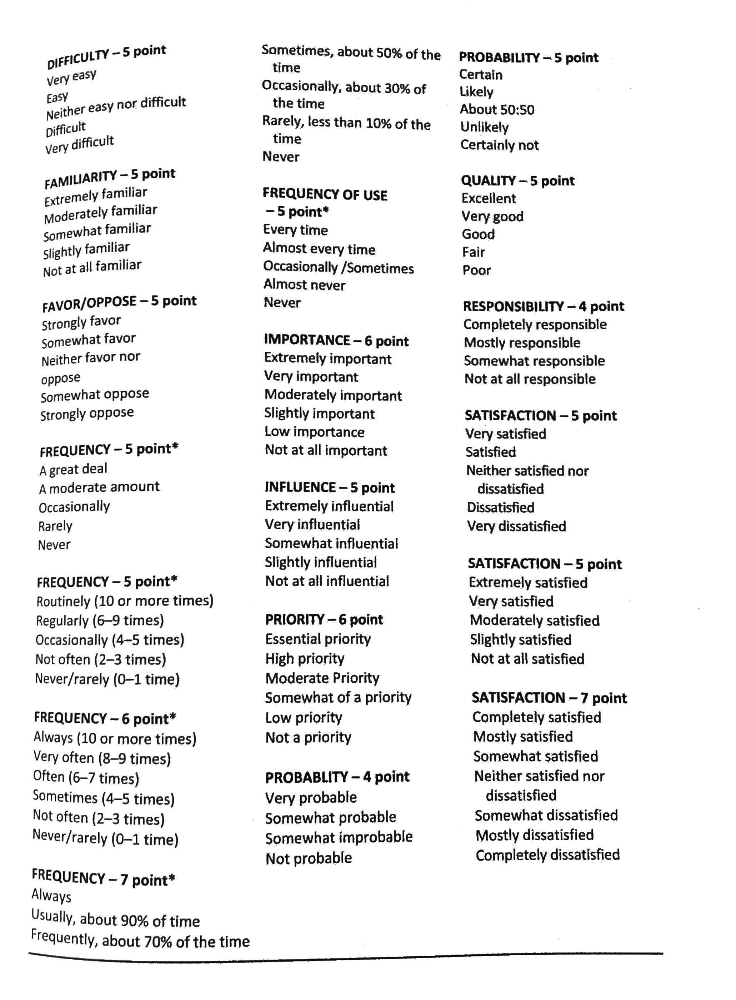 DIFFICULTY – 5 point
Very easy
Easy
Neither easy nor difficult
Difficult
Very difficult
FAMILIARITY – 5 point
Extremely familiar
Moderately familiar
Somewhat familiar
Slightly familiar
Not at all familiar
FAVOR/OPPOSE – 5 point
Strongly favor
Somewhat favor
Neither favor nor
oppose
Somewhat oppose
Strongly oppose
FREQUENCY – 5 point*
A great deal
A moderate amount
Occasionally
Rarely
Never
FREQUENCY – 5 point*
Routinely (10 or more times)
Regularly (6–9 times)
Occasionally (4–5 times)
Not often (2–3 times)
Never/rarely (0–1 time)
FREQUENCY – 6 point*
Always (10 or more times)
Very often (8–9 times)
Often (6–7 times)
Sometimes (4–5 times)
Not often (2–3 times)
Never/rarely (0–1 time)
FREQUENCY – 7 point*
Always
Usually, about 90% of time
Frequently, about 70% of the time
Sometimes, about 50% of the
time
Occasionally, about 30% of
the time
Rarely, less than 10% of the
time
Never
FREQUENCY OF USE
– 5 point*
Every time
Almost every time
Occasionally /Sometimes
Almost never
Never
IMPORTANCE – 6 point
Extremely important
Very important
Moderately important
Slightly important
Low importance
Not at all important
INFLUENCE – 5 point
Extremely influential
Very influential
Somewhat influential
Slightly influential
Not at all influential
PRIORITY – 6 point
Essential priority
High priority
Moderate Priority
Somewhat of a priority
Low priority
Not a priority
PROBABLITY – 4 point
Very probable
Somewhat probable
Somewhat improbable
Not probable
PROBABILITY – 5 point
Certain
Likely
About 50:50
Unlikely
Certainly not
QUALITY – 5 point
Excellent
Very good
Good
Fair
Poor
RESPONSIBILITY – 4 point
Completely responsible
Mostly responsible
Somewhat responsible
Not at all responsible
SATISFACTION – 5 point
Very satisfied
Satisfied
Neither satisfied nor
dissatisfied
Dissatisfied
Very dissatisfied
SATISFACTION – 5 point
Extremely satisfied
Very satisfied
Moderately satisfied
Slightly satisfied
Not at all satisfied
SATISFACTION – 7 point
Completely satisfied
Mostly satisfied
Somewhat satisfied
Neither satisfied nor
dissatisfied
Somewhat dissatisfied
Mostly dissatisfied
Completely dissatisfied